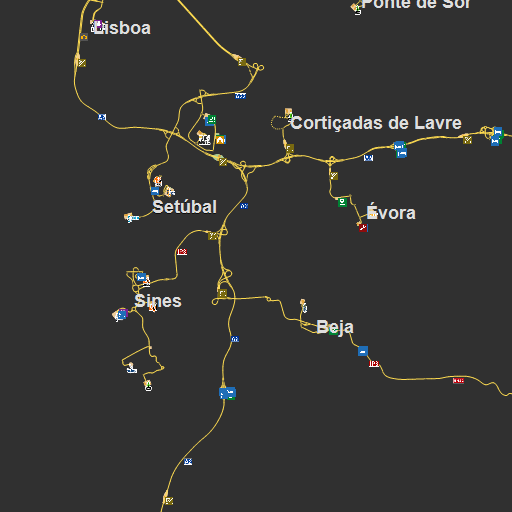 Ponte de Sor
Lisboa
Cortiçadas de Lavre
Setúbal
Évora
Sines
Beja